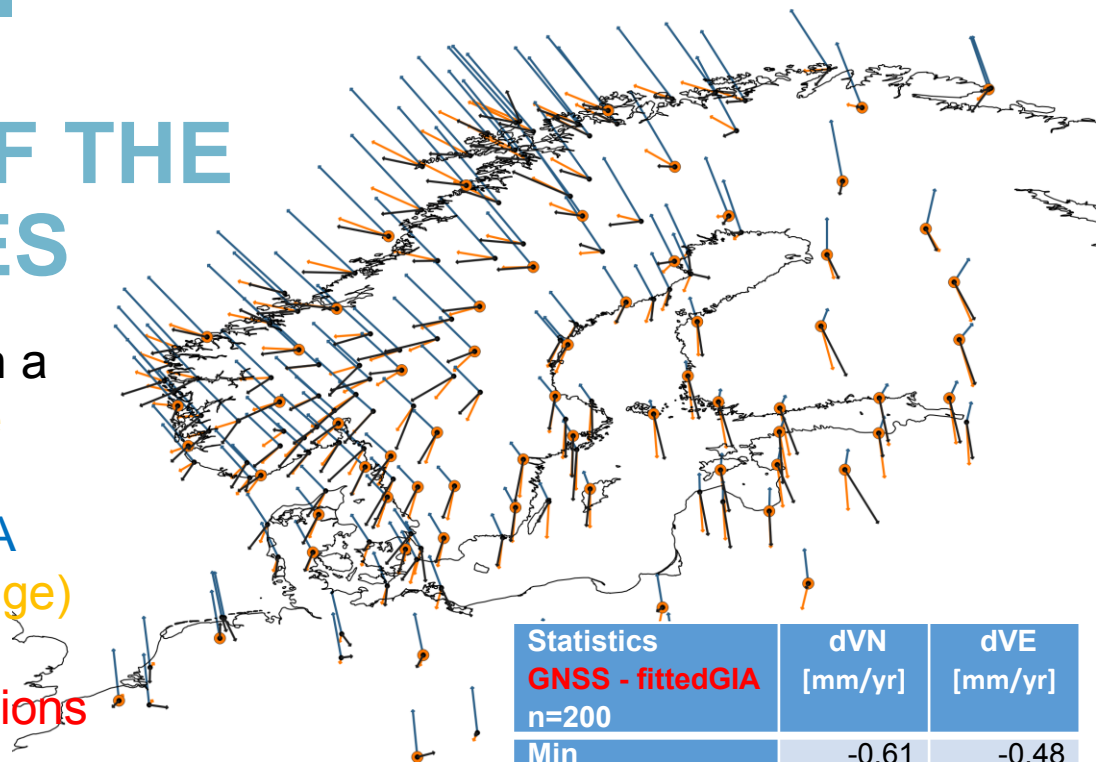 F THE
ES
n a
A
ge)
ions
Statistics dVN dVE
GNSS - fittedGIA [mm/yr] [mm/yr]
n=200
Min -0.61 -0.48